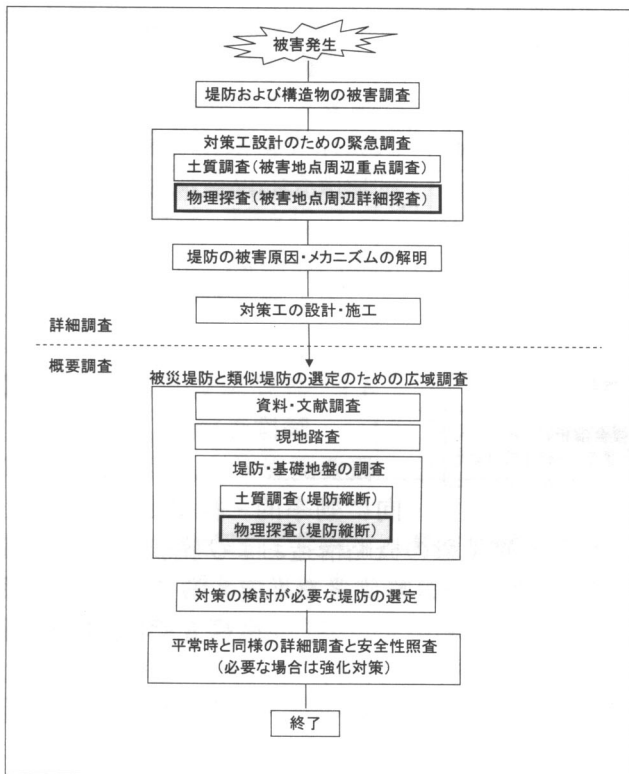 被害発生
堤防および構造物の被害調査
対策工設計のための緊急調査
土質調査(被害地点周辺重点調査)
物理探査(被害地点周辺詳細探査)
堤防の被害原因・メカニズムの解明
対策工の設計・施工
詳細調査
概要調査
被災堤防と類似堤防の選定のための広域調査
資料・文献調査
現地踏査
堤防・基礎地盤の調査
土質調査(堤防縦断)
物理探査(堤防縦断)
対策の検討が必要な堤防の選定
平常時と同様の詳細調査と安全性照査
(必要な場合は強化対策)
終了